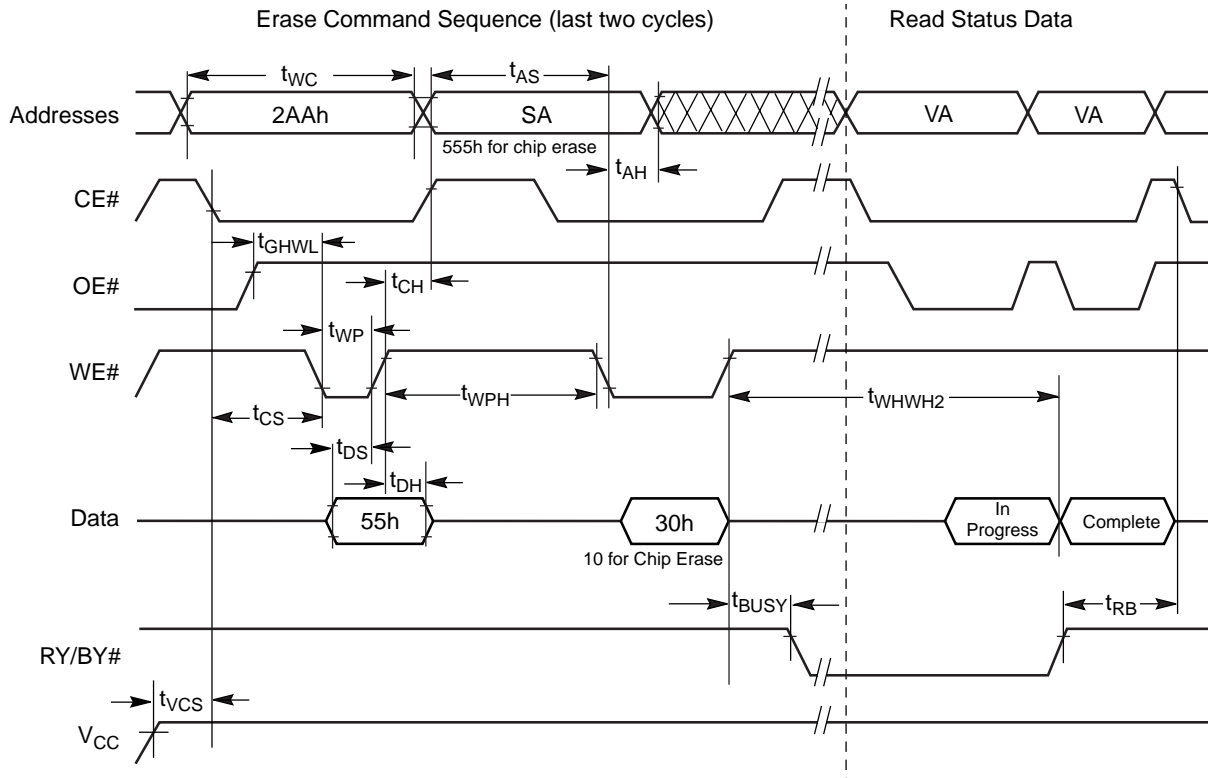 Erase Command Sequence (last two cycles)
Read Status Data
tWC
tAS
Addresses
2AAh
SA
VA
VA
555h for chip erase
tAH
CE#
tGHWL
OE#
tCH
tWP
WE#
tWPH
tWHWH2
tCS
tDS
tDH
Data
55h
30h
In
Progress
Complete
10 for Chip Erase
tBUSY
tRB
RY/BY#
tVCS
VCC